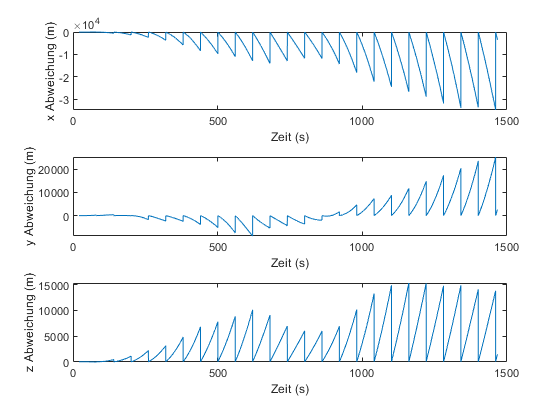 ×10⁴
0
-1
-2
-3
x Abweichung (m)
0 500 1000 1500
Zeit (s)
20000
10000
0
y Abweichung (m)
0 500 1000 1500
Zeit (s)
15000
10000
5000
0
z Abweichung (m)
0 500 1000 1500
Zeit (s)